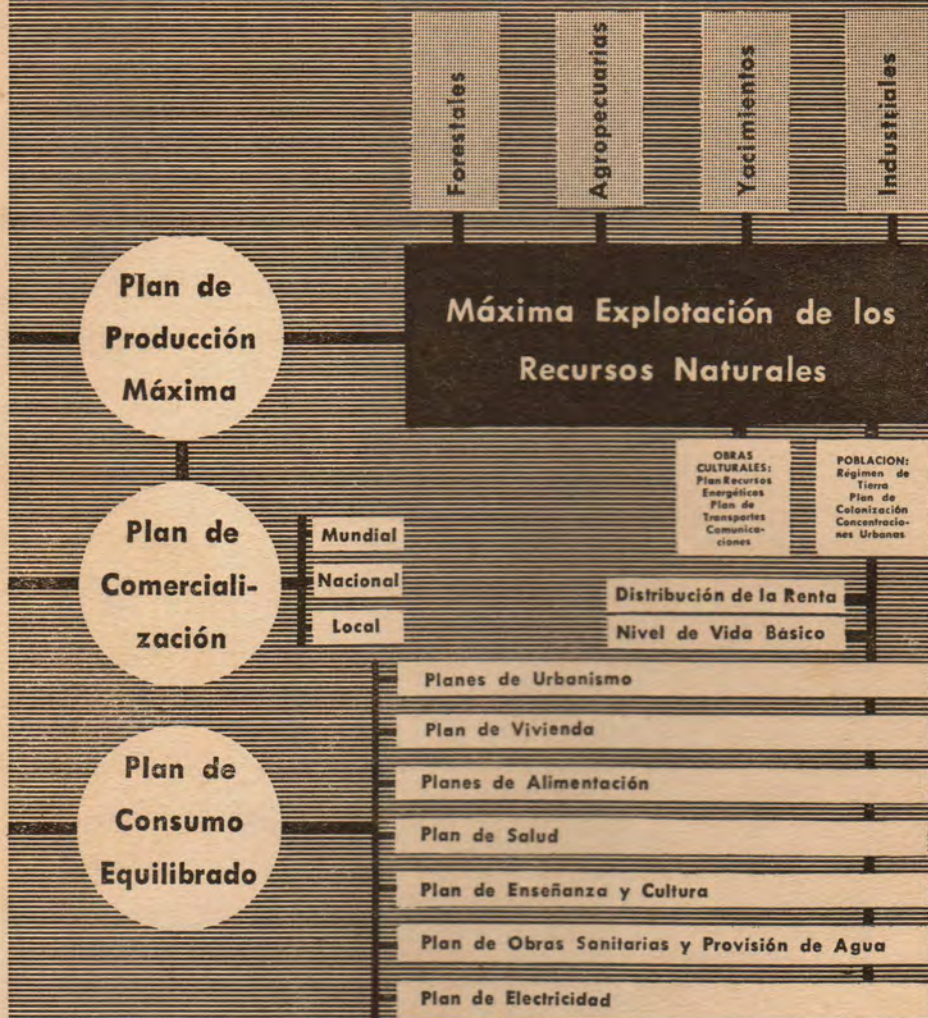 Forestales
Agropecuarias
Yacimientos
Industriales
Plan de
Producción
Máxima
Máxima Explotación de los
Recursos Naturales
OBRAS
CULTURALES:
Plan Recursos
Energéticos
Plan de
Transportes
Comunica-
ciones
POBLACION:
Régimen de
Tierra
Plan de
Colonización
Concentracio-
nes Urbanas
Plan de
Comerciali-
zación
Mundial
Nacional
Local
Distribución de la Renta
Nivel de Vida Básico
Plan de
Consumo
Equilibrado
Planes de Urbanismo
Plan de Vivienda
Planes de Alimentación
Plan de Salud
Plan de Enseñanza y Cultura
Plan de Obras Sanitarias y Provisión de Agua
Plan de Electricidad